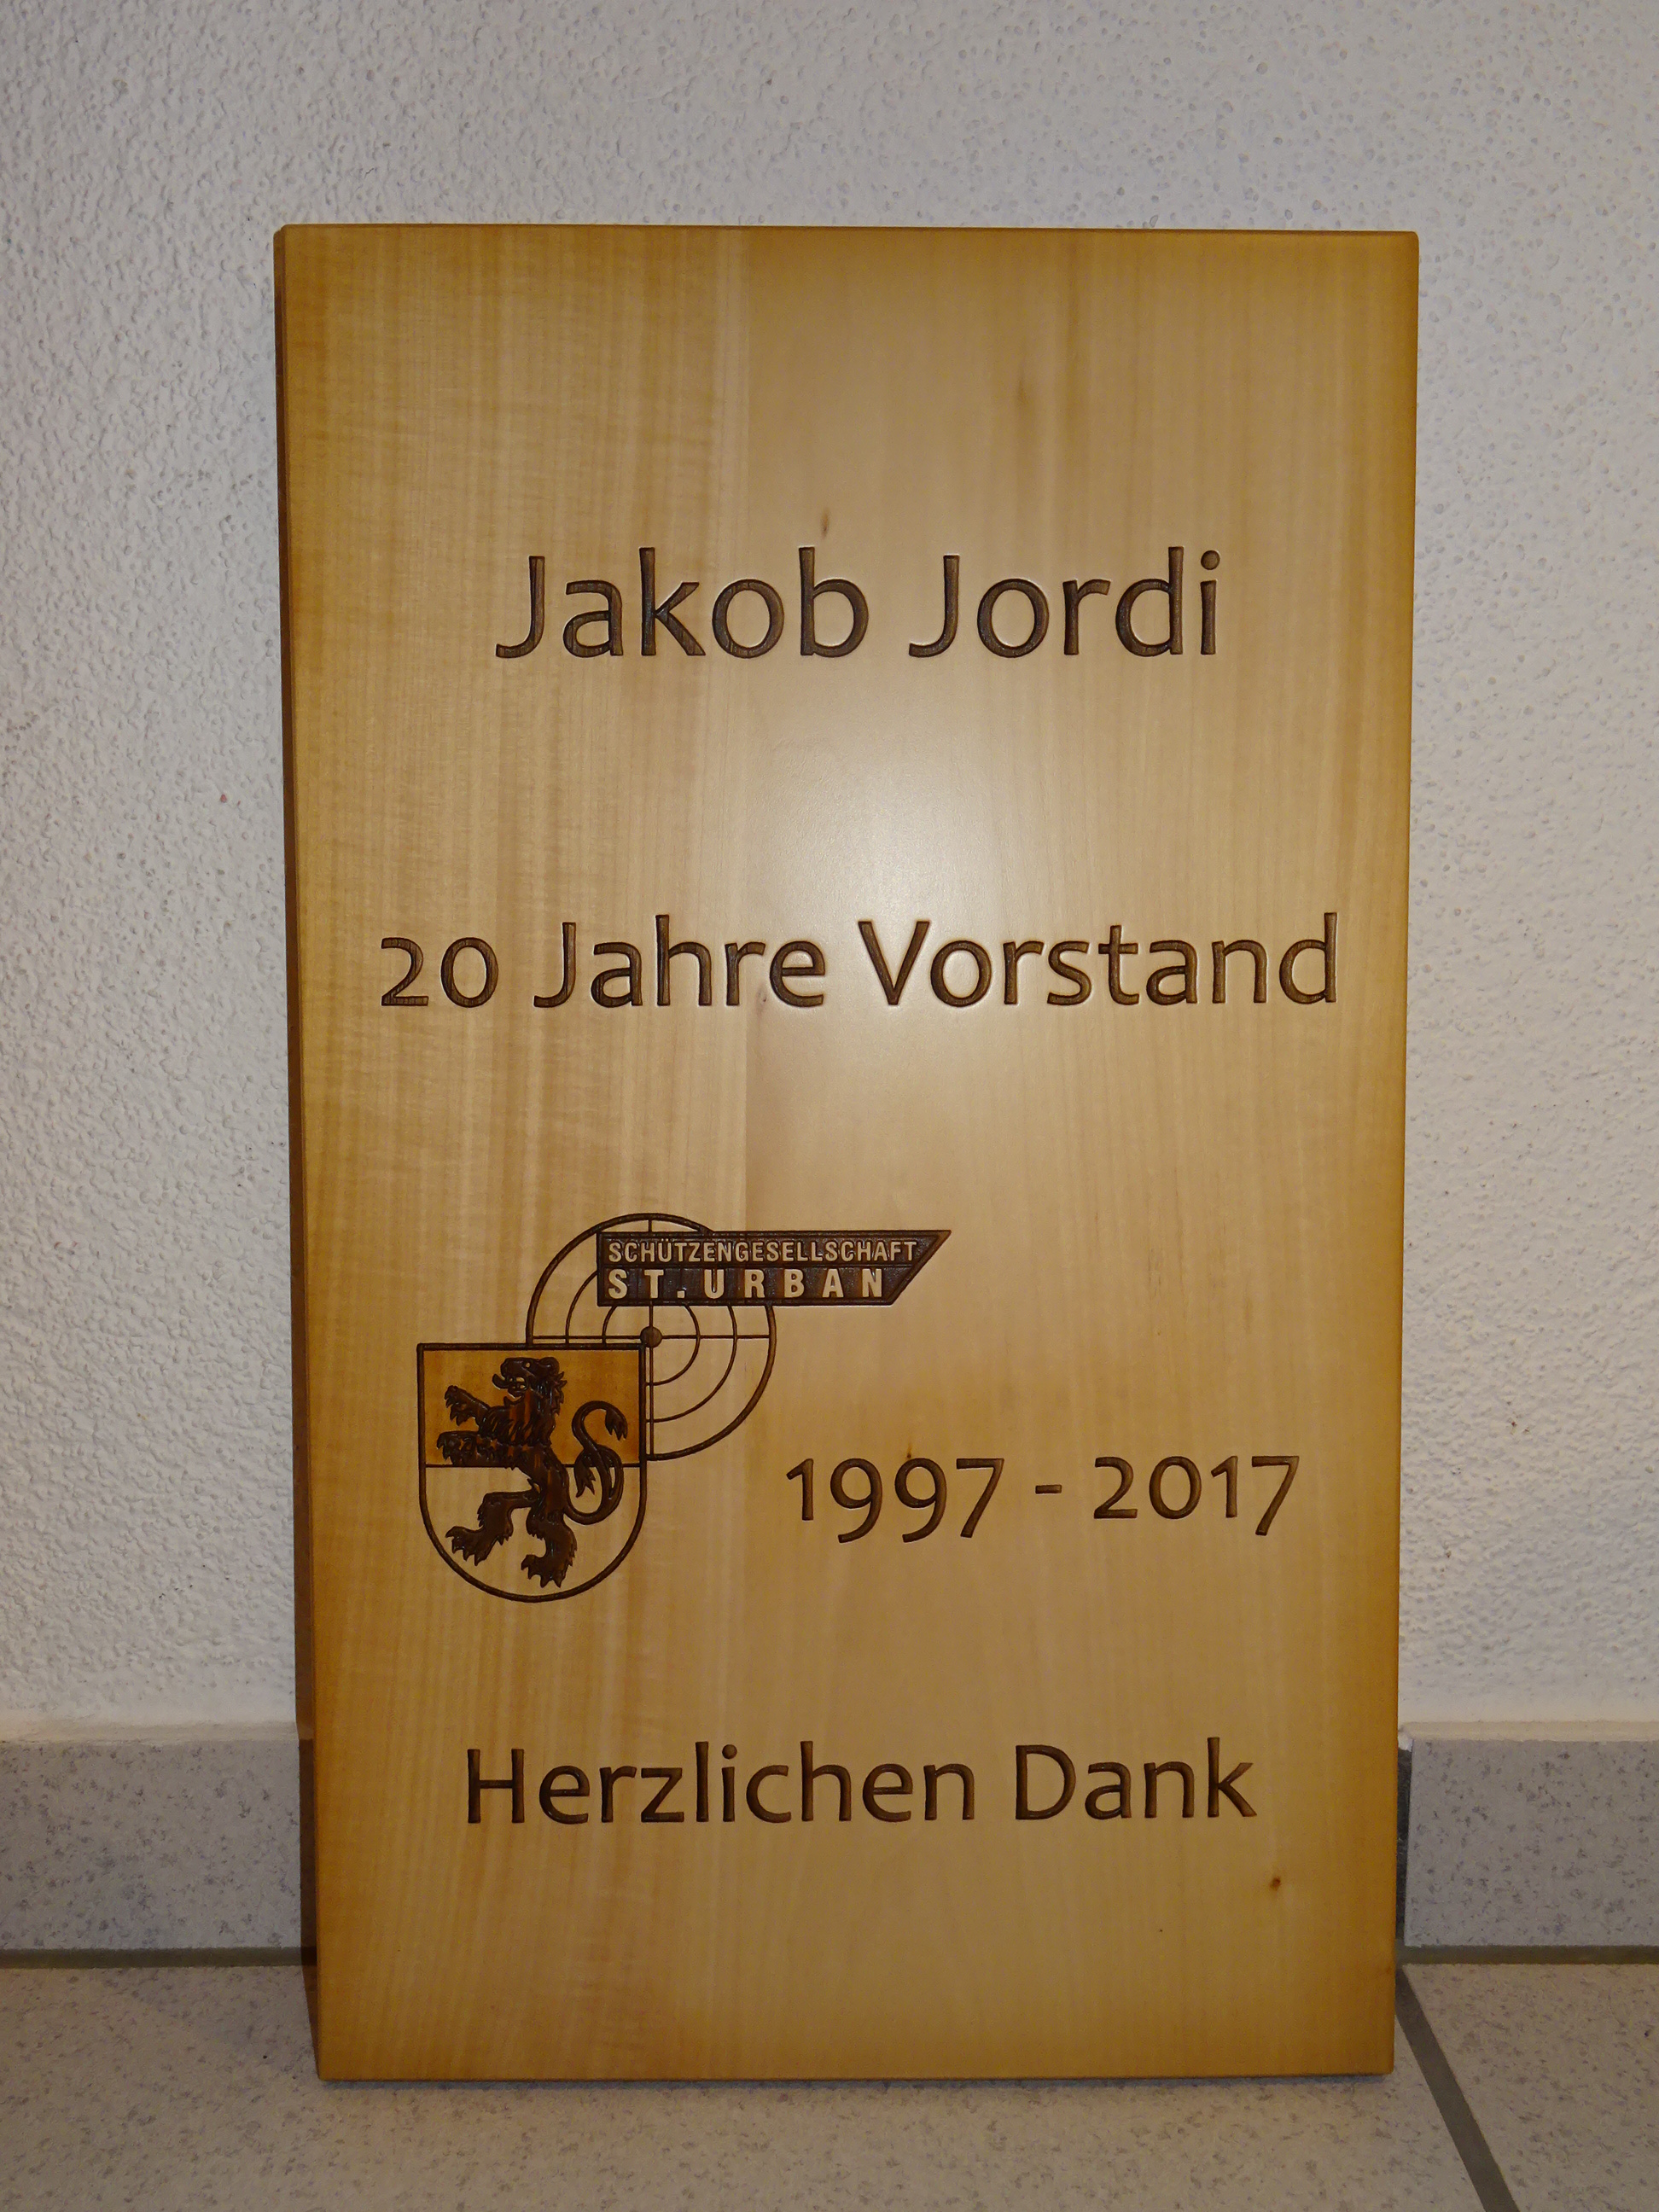 Jakob Jordi
20 Jahre Vorstand
SCHÜTZENGESELLSCHAFT
ST. URBAN
1997 - 2017
Herzlichen Dank